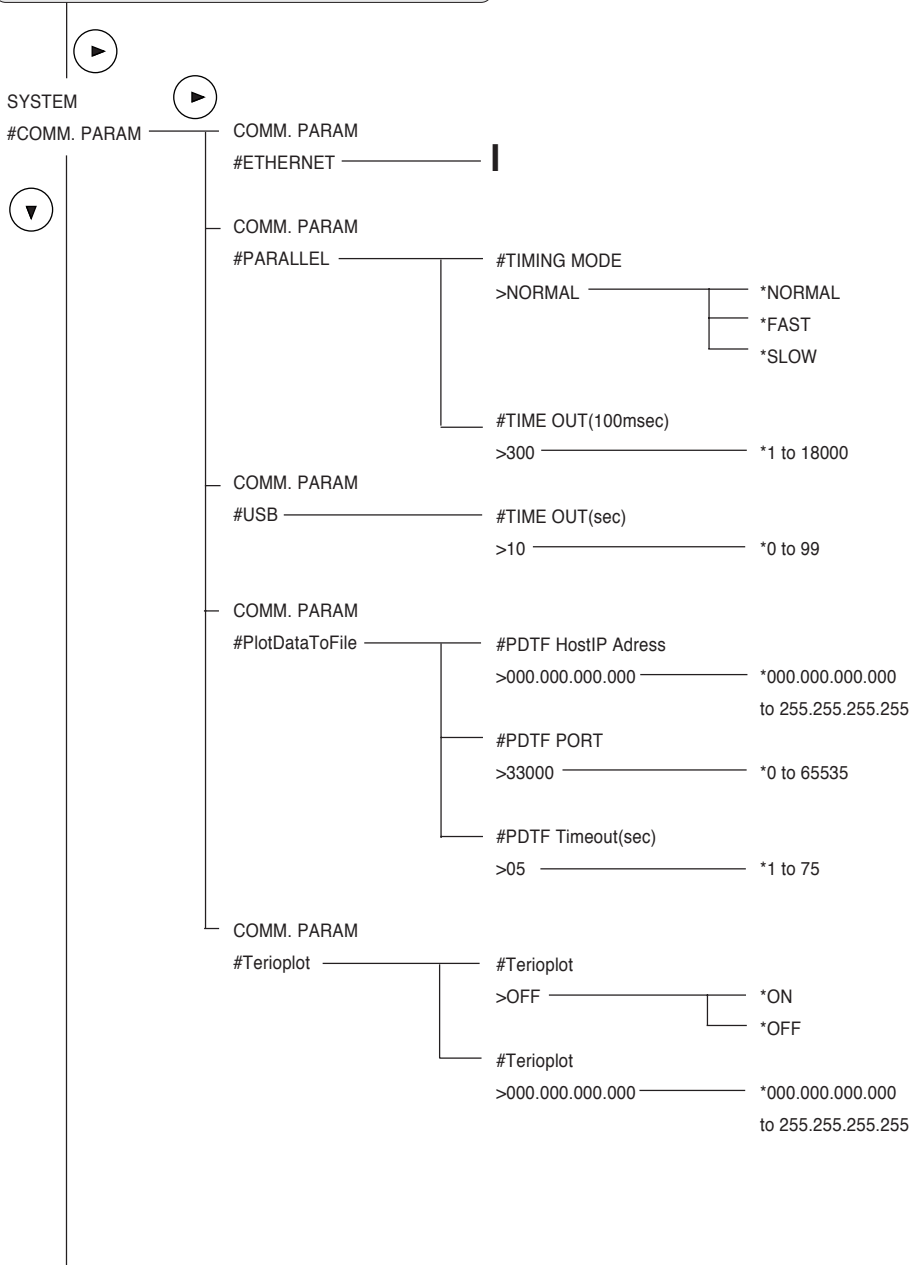 SYSTEM
#COMM. PARAM
COMM. PARAM
#ETHERNET
I
COMM. PARAM
#PARALLEL
#TIMING MODE
>NORMAL
*NORMAL
*FAST
*SLOW
#TIME OUT(100msec)
>300
*1 to 18000
COMM. PARAM
#USB
#TIME OUT(sec)
>10
*0 to 99
COMM. PARAM
#PlotDataToFile
#PDTF HostIP Adress
>000.000.000.000
*000.000.000.000
to 255.255.255.255
#PDTF PORT
>33000
*0 to 65535
#PDTF Timeout(sec)
>05
*1 to 75
COMM. PARAM
#Terioplot
#Terioplot
>OFF
*ON
*OFF
#Terioplot
>000.000.000.000
*000.000.000.000
to 255.255.255.255